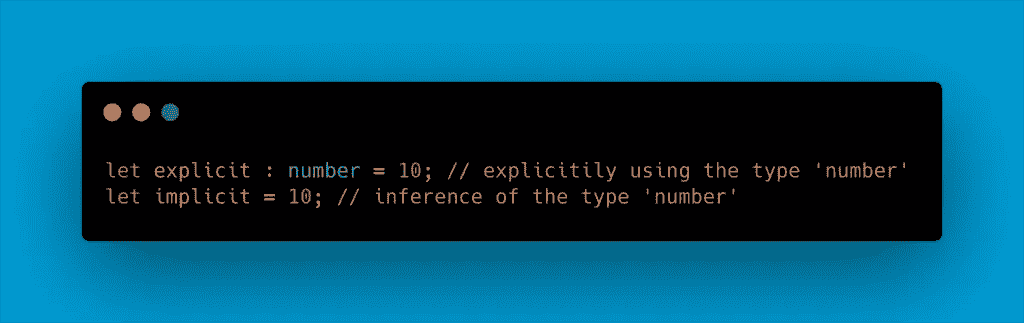 let explicit : number = 10; // explicitily using the type 'number'
let implicit = 10; // inference of the type 'number'